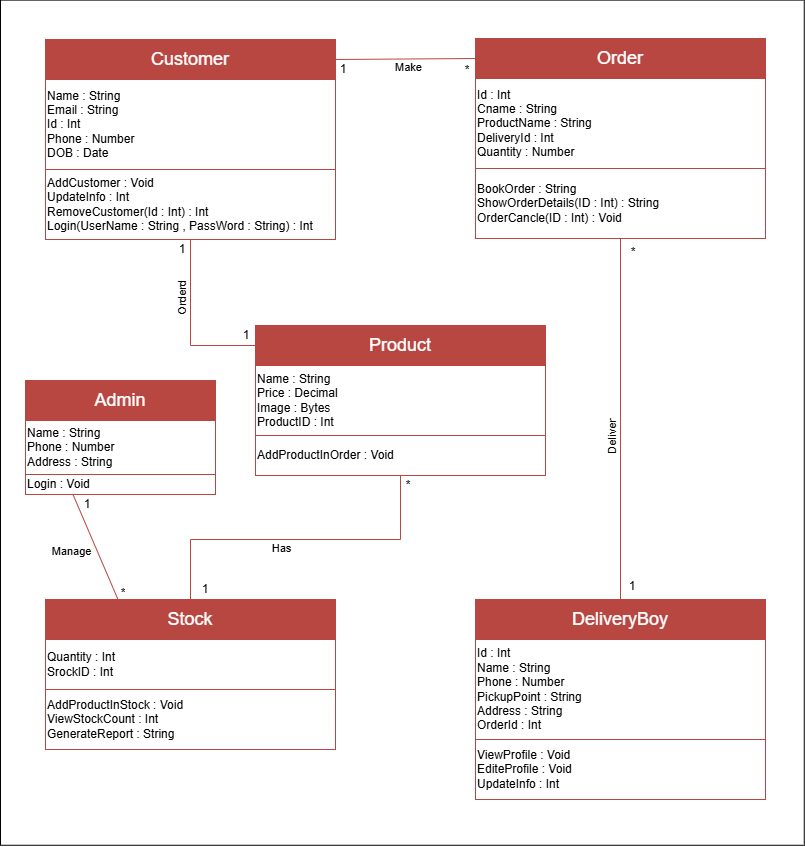 Customer
Name : String
Email : String
Id : Int
Phone : Number
DOB : Date
AddCustomer : Void
UpdateInfo : Int
RemoveCustomer(Id : Int) : Int
Login(UserName : String , PassWord : String) : Int
1
Make
*
Order
Id : Int
Cname : String
ProductName : String
DeliveryId : Int
Quantity : Number
BookOrder : String
ShowOrderDetails(ID : Int) : String
OrderCancle(ID : Int) : Void
1
Orderd
1
*
Deliver
1
Product
Name : String
Price : Decimal
Image : Bytes
ProductID : Int
AddProductInOrder : Void
*
Has
1
Admin
Name : String
Phone : Number
Address : String
Login : Void
1
Manage
*
Stock
Quantity : Int
SrockID : Int
AddProductInStock : Void
ViewStockCount : Int
GenerateReport : String
DeliveryBoy
Id : Int
Name : String
Phone : Number
PickupPoint : String
Address : String
OrderId : Int
ViewProfile : Void
EditeProfile : Void
UpdateInfo : Int